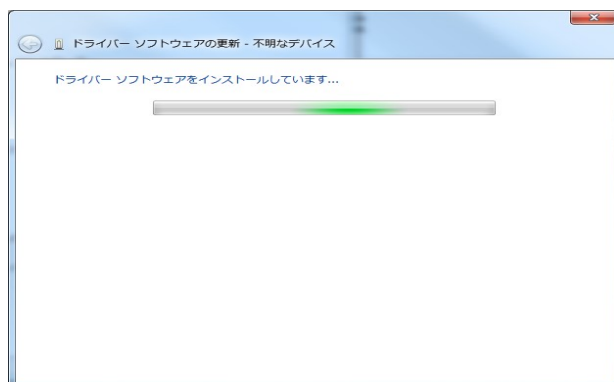 ドライバー ソフトウェアの更新 - 不明なデバイス
ドライバー ソフトウェアをインストールしています...